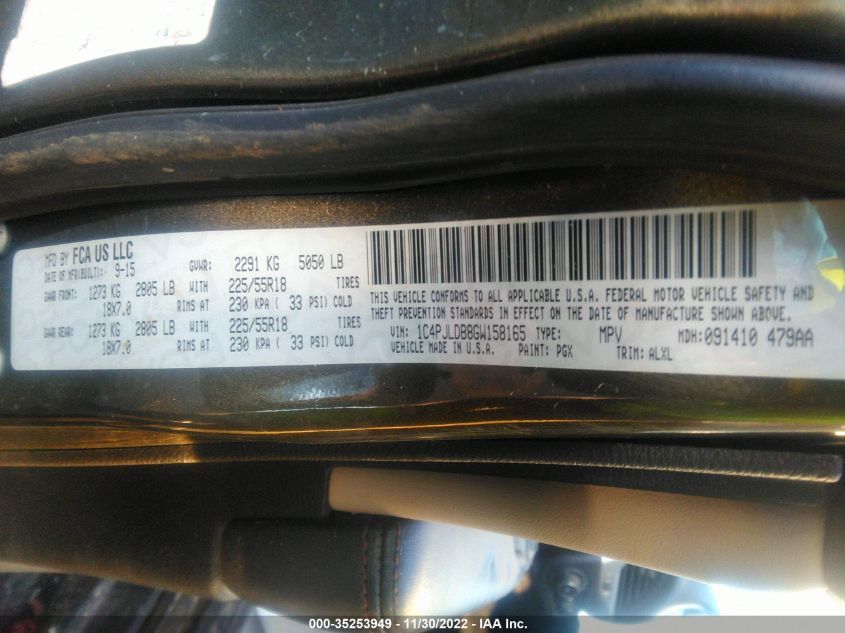 MFD BY FCA US LLC
DATE OF MFR(BUILT): 9-15 GVWR: 2291 KG 5050 LB
GAWR FRONT: 1273 KG 2805 LB WITH 225/55R18 TIRES
18X7.0 RIMS AT 230 KPA ( 33 PSI) COLD
GAWR REAR: 1273 KG 2805 LB WITH 225/55R18 TIRES
18X7.0 RIMS AT 230 KPA ( 33 PSI) COLD
THIS VEHICLE CONFORMS TO ALL APPLICABLE U.S.A. FEDERAL MOTOR VEHICLE SAFETY AND
THEFT PREVENTION STANDARDS IN EFFECT ON THE DATE OF MANUFACTURE SHOWN ABOVE.
VIN: 1C4PJLDB8GW158165 TYPE: MPV MDH:091410 479AA
VEHICLE MADE IN U.S.A. PAINT: PGX TRIM: ALXL
000-35253949 - 11/30/2022 - IAA Inc.